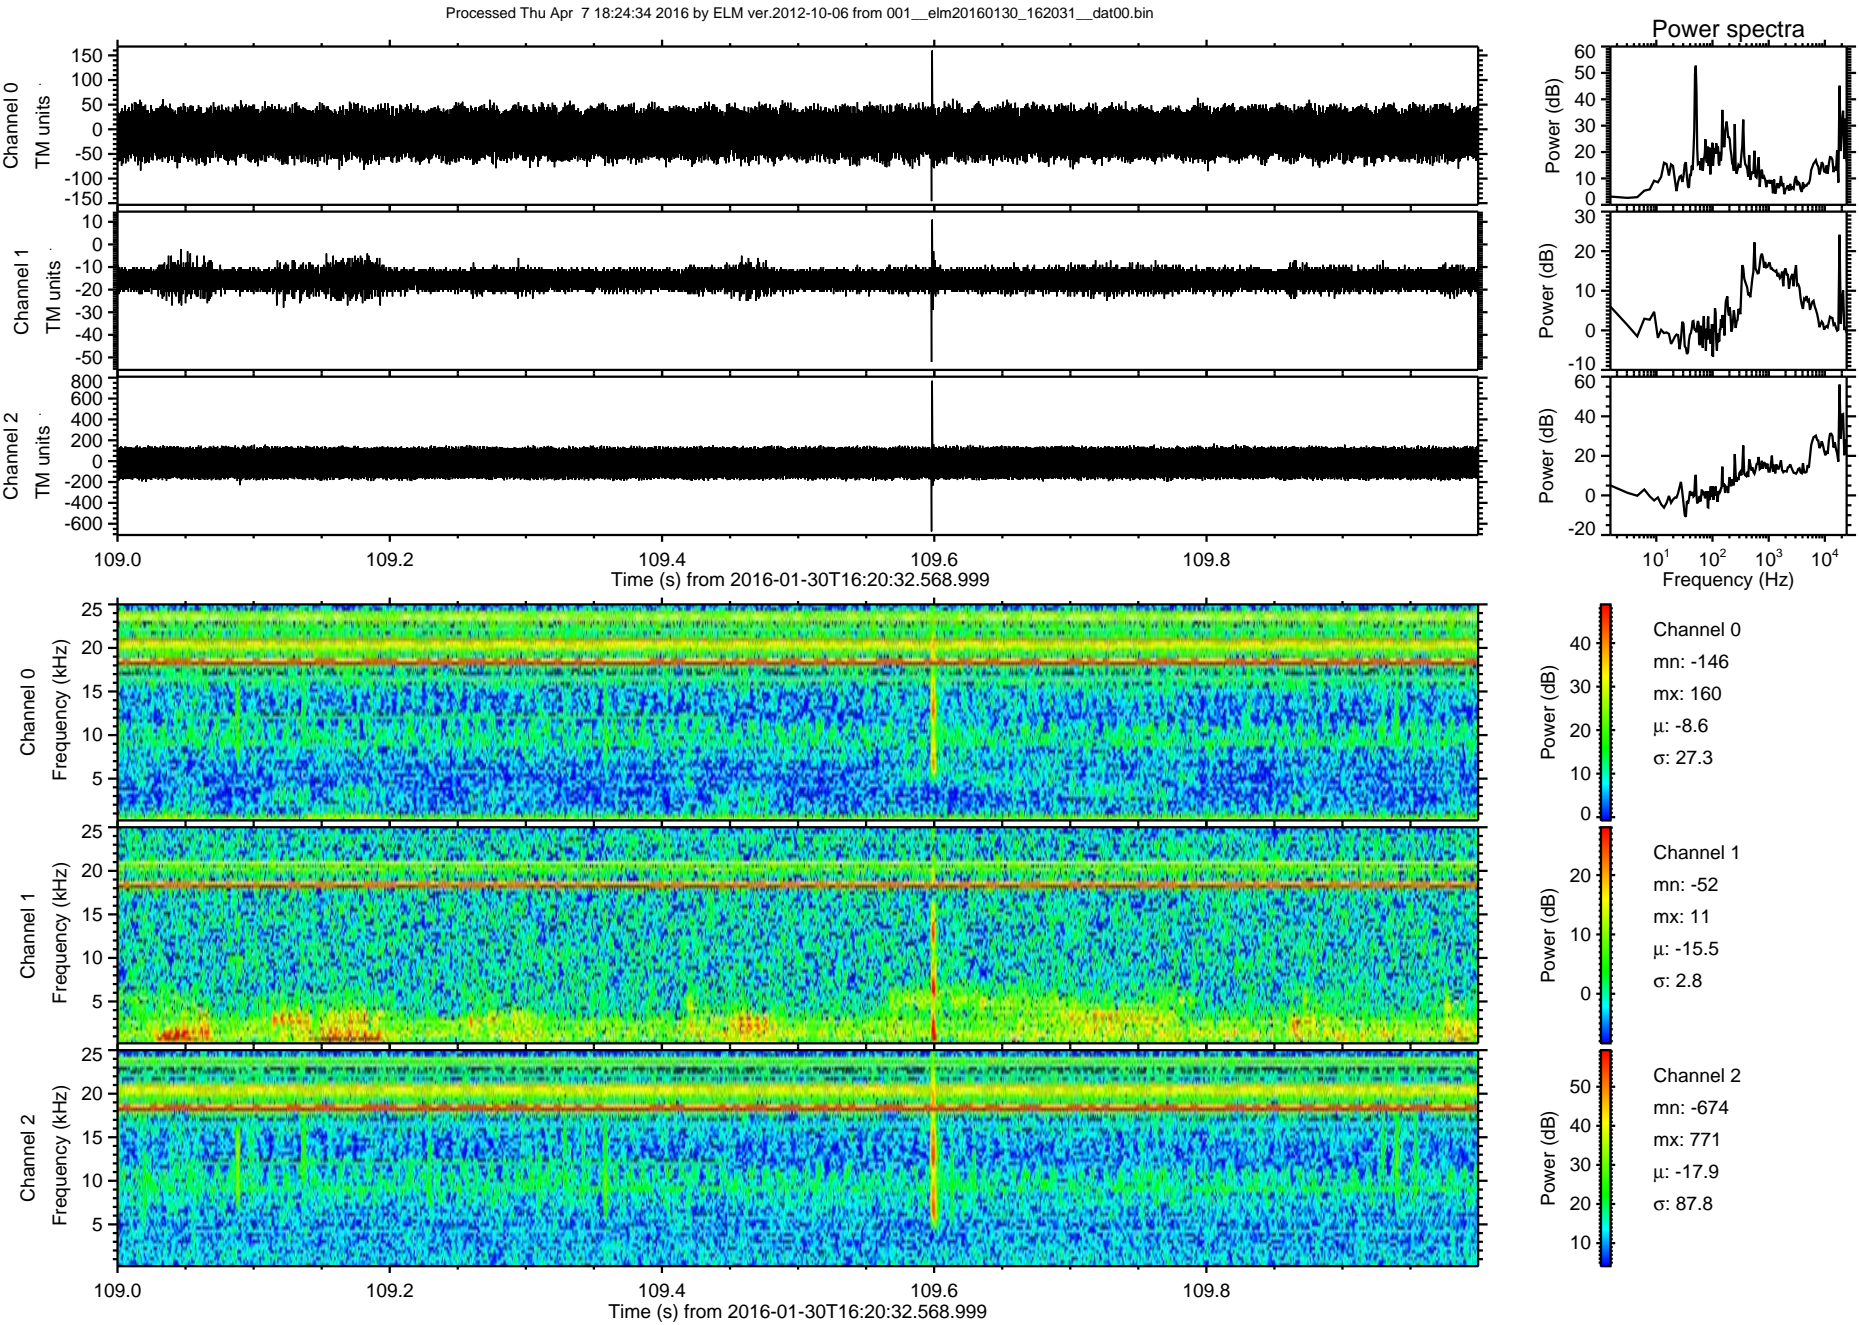 Processed Thu Apr  7 18:24:34 2016 by ELM ver.2012-10-06 from 001__elm20160130_162031__dat00.bin
Power spectra
Channel 0
TM units
150
100
50
0
-50
-100
-150
Power (dB)
60
50
40
30
20
10
0
Channel 1
TM units
10
0
-10
-20
-30
-40
-50
Power (dB)
30
20
10
0
-10
Channel 2
TM units
800
600
400
200
0
-200
-400
-600
Power (dB)
60
40
20
0
-20
109.0 109.2 109.4 109.6 109.8
Time (s) from 2016-01-30T16:20:32.568.999
10¹ 10² 10³ 10⁴
Frequency (Hz)
Channel 0
Frequency (kHz)
25
20
15
10
5
Power (dB)
40
30
20
10
0
Channel 0
mn: -146
mx: 160
μ: -8.6
σ: 27.3
Channel 1
Frequency (kHz)
25
20
15
10
5
Power (dB)
20
10
0
Channel 1
mn: -52
mx: 11
μ: -15.5
σ: 2.8
Channel 2
Frequency (kHz)
25
20
15
10
5
Power (dB)
50
40
30
20
10
Channel 2
mn: -674
mx: 771
μ: -17.9
σ: 87.8
109.0 109.2 109.4 109.6 109.8
Time (s) from 2016-01-30T16:20:32.568.999